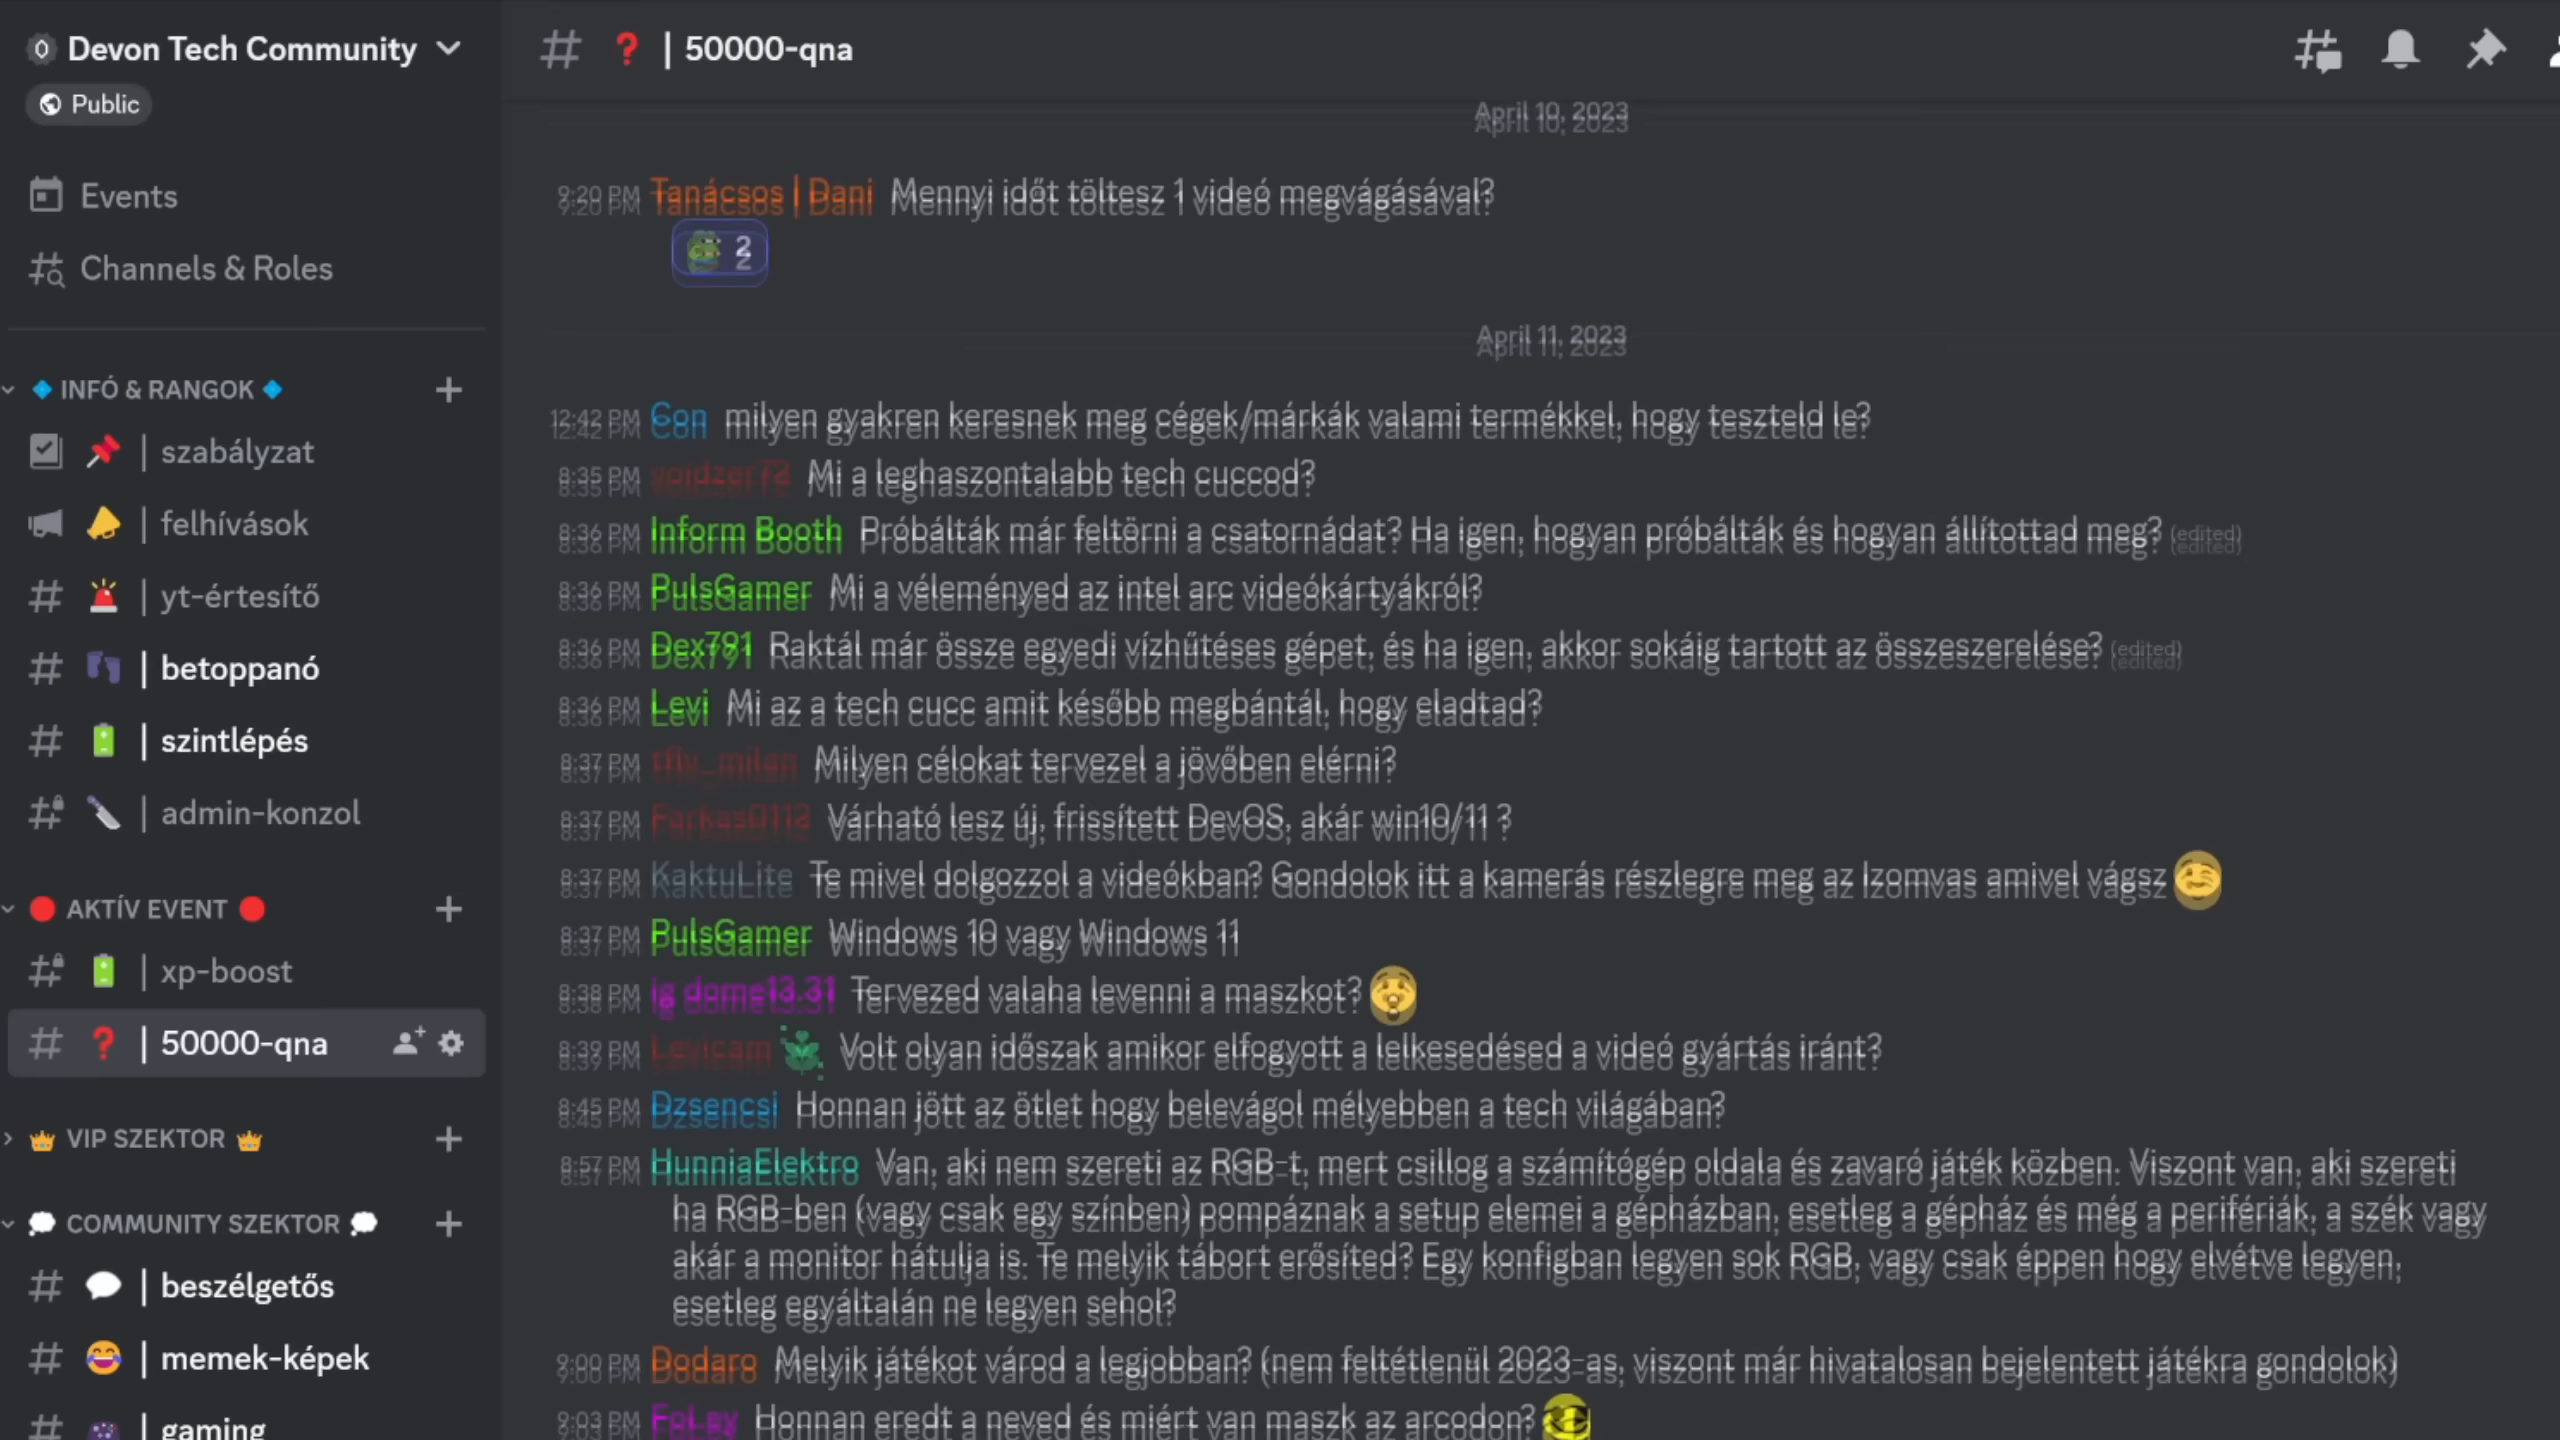 Devon Tech Community
Public
Events
Channels & Roles
INFÓ & RANGOK
| szabályzat
| felhívások
| yt-értesítő
| betoppanó
| szintlépés
| admin-konzol
AKTÍV EVENT
| xp-boost
| 50000-qna
VIP SZEKTOR
COMMUNITY SZEKTOR
| beszélgetős
| memek-képek
| gaming
| 50000-qna
April 10, 2023
9:20 PM Tanácsos | Dani Mennyi időt töltesz 1 videó megvágásával?
2
April 11, 2023
12:42 PM Con milyen gyakren keresnek meg cégek/márkák valami termékkel, hogy teszteld le?
8:35 PM voidzer72 Mi a leghaszontalabb tech cuccod?
8:36 PM Inform Booth Próbálták már feltörni a csatornádat? Ha igen, hogyan próbálták és hogyan állítottad meg? (edited)
8:36 PM PulsGamer Mi a véleményed az intel arc videókártyákról?
8:36 PM Dex791 Raktál már össze egyedi vízhűtéses gépet, és ha igen, akkor sokáig tartott az összeszerelése? (edited)
8:36 PM Levi Mi az a tech cucc amit később megbántál, hogy eladtad?
8:37 PM Milyen célokat tervezel a jövőben elérni?
8:37 PM Farkas0112 Várható lesz új, frissített DevOS, akár win10/11 ?
8:37 PM KaktuLite Te mivel dolgozzol a videókban? Gondolok itt a kamerás részlegre meg az Izomvas amivel vágsz
8:37 PM PulsGamer Windows 10 vagy Windows 11
8:38 PM ig dome13.31 Tervezed valaha levenni a maszkot?
8:39 PM Levicam Volt olyan időszak amikor elfogyott a lelkesedésed a videó gyártás iránt?
8:45 PM Dzsencsi Honnan jött az ötlet hogy belevágol mélyebben a tech világában?
8:57 PM HunniaElektro Van, aki nem szereti az RGB-t, mert csillog a számítógép oldala és zavaró játék közben. Viszont van, aki szereti
ha RGB-ben (vagy csak egy színben) pompáznak a setup elemei a gépházban, esetleg a gépház és még a perifériák, a szék vagy
akár a monitor hátulja is. Te melyik tábort erősíted? Egy konfigban legyen sok RGB, vagy csak éppen hogy elvétve legyen,
esetleg egyáltalán ne legyen sehol?
9:00 PM Dodaro Melyik játékot várod a legjobban? (nem feltétlenül 2023-as, viszont már hivatalosan bejelentett játékra gondolok)
9:03 PM FoLey Honnan eredt a neved és miért van maszk az arcodon?